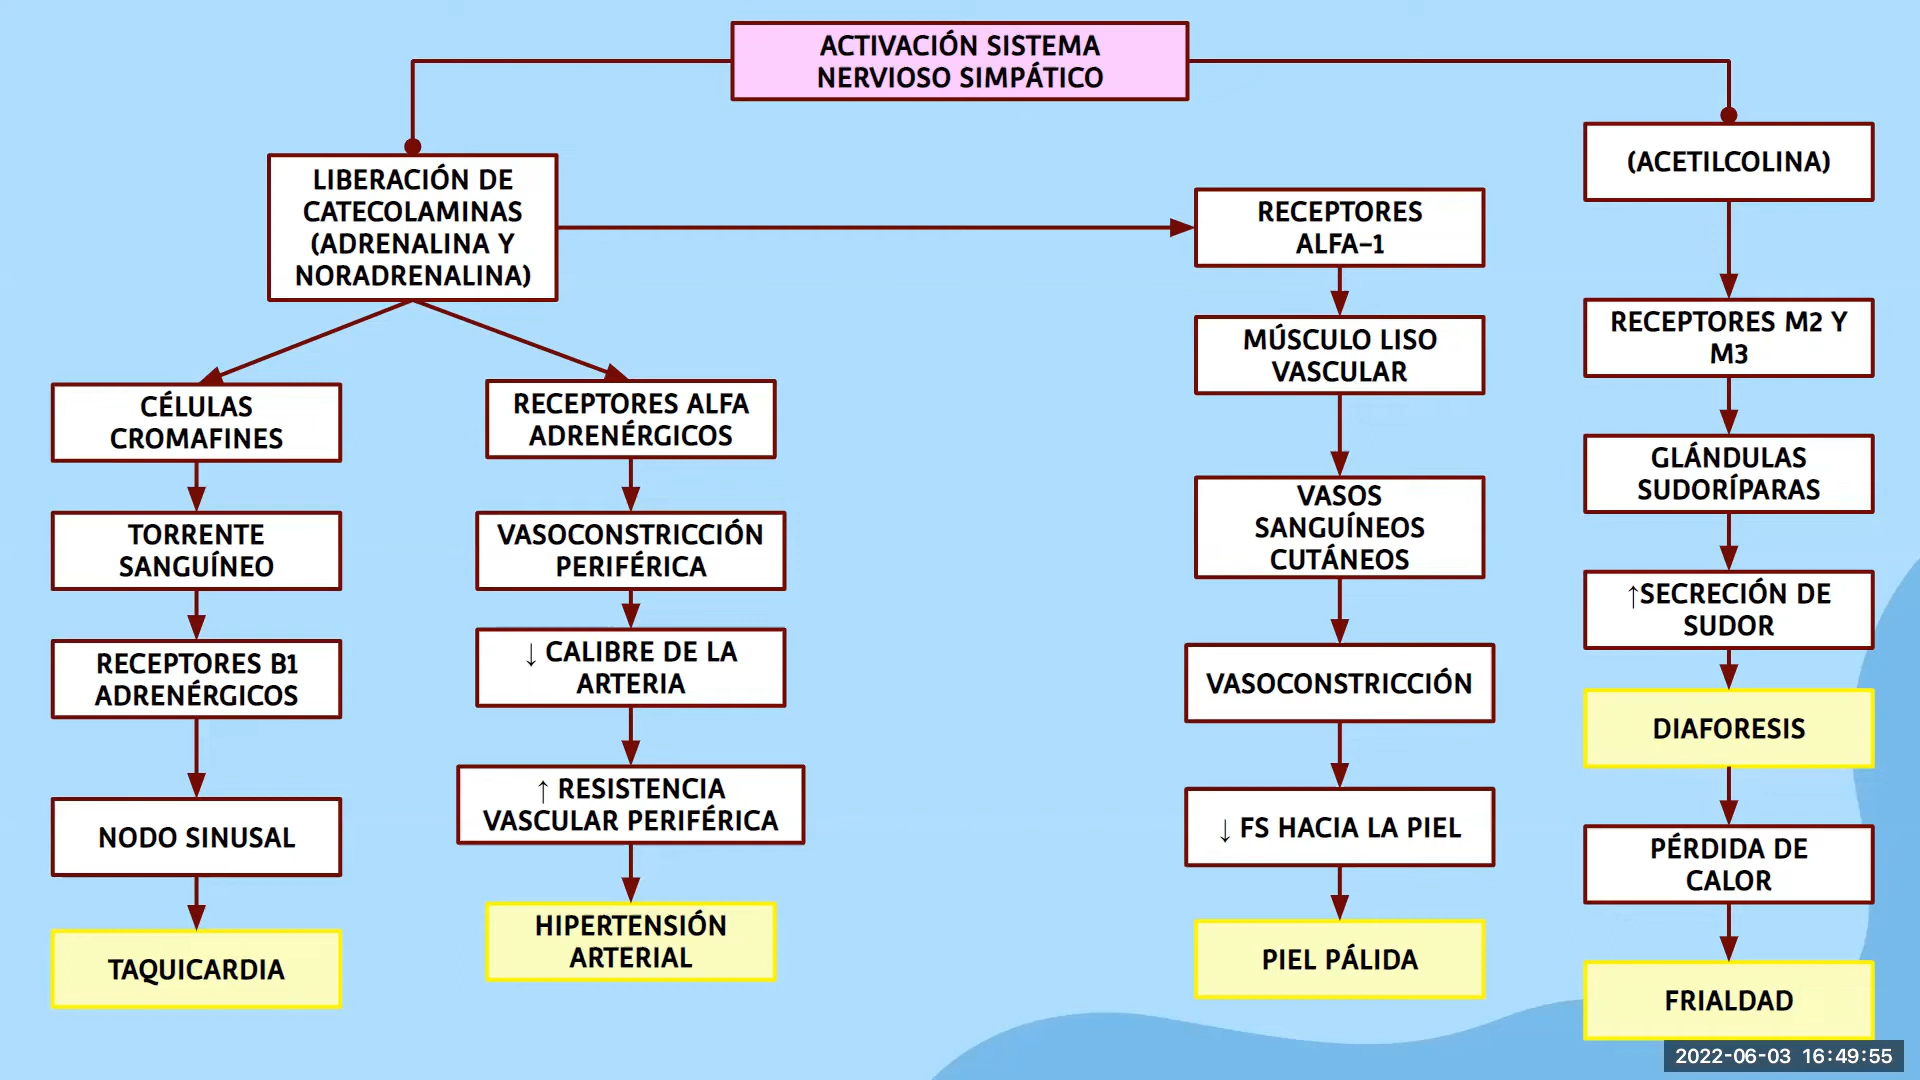 ACTIVACIÓN SISTEMA
NERVIOSO SIMPÁTICO
LIBERACIÓN DE
CATECOLAMINAS
(ADRENALINA Y
NORADRENALINA)
CÉLULAS
CROMAFINES
TORRENTE
SANGUÍNEO
RECEPTORES B1
ADRENÉRGICOS
NODO SINUSAL
TAQUICARDIA
RECEPTORES ALFA
ADRENÉRGICOS
VASOCONSTRICCIÓN
PERIFÉRICA
↓ CALIBRE DE LA
ARTERIA
↑ RESISTENCIA
VASCULAR PERIFÉRICA
HIPERTENSIÓN
ARTERIAL
RECEPTORES
ALFA-1
MÚSCULO LISO
VASCULAR
VASOS
SANGUÍNEOS
CUTÁNEOS
VASOCONSTRICCIÓN
↓ FS HACIA LA PIEL
PIEL PÁLIDA
(ACETILCOLINA)
RECEPTORES M2 Y
M3
GLÁNDULAS
SUDORÍPARAS
↑SECRECIÓN DE
SUDOR
DIAFORESIS
PÉRDIDA DE
CALOR
FRIALDAD
2022-06-03 16:49:55